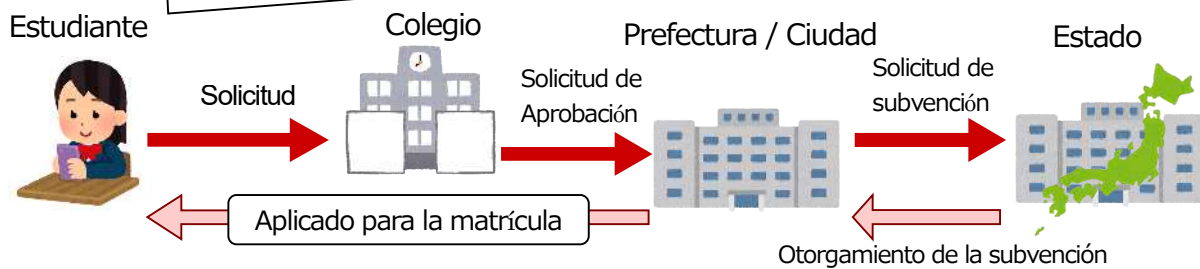 Estudiante
Colegio
Prefectura / Ciudad
Estado
Solicitud
Solicitud de
Aprobación
Solicitud de
subvención
Aplicado para la matrícula
Otorgamiento de la subvención